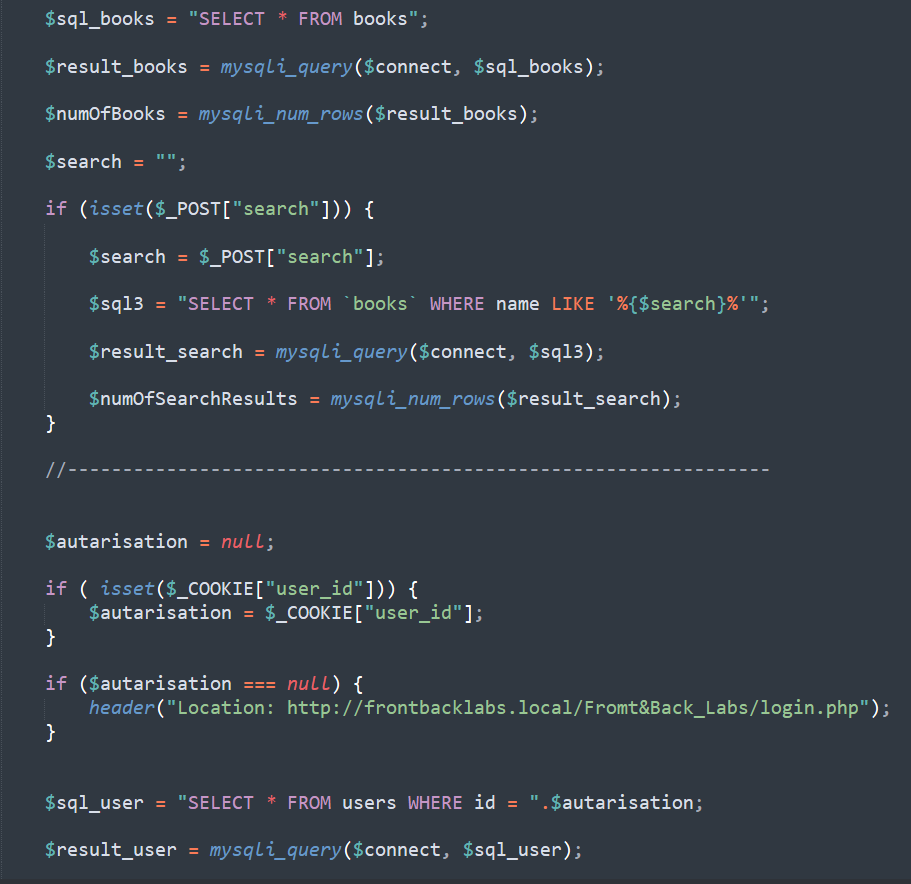 $sql_books = "SELECT * FROM books";
$result_books = mysqli_query($connect, $sql_books);
$numOfBooks = mysqli_num_rows($result_books);
$search = "";
if (isset($_POST["search"])) {
$search = $_POST["search"];
$sql3 = "SELECT * FROM `books` WHERE name LIKE '%{$search}%'";
$result_search = mysqli_query($connect, $sql3);
$numOfSearchResults = mysqli_num_rows($result_search);
}
//----------------------------------------------------------------
$autarisation = null;
if ( isset($_COOKIE["user_id"])) {
$autarisation = $_COOKIE["user_id"];
}
if ($autarisation === null) {
header("Location: http://frontbacklabs.local/Fromt&Back_Labs/login.php");
}
$sql_user = "SELECT * FROM users WHERE id = ".$autarisation;
$result_user = mysqli_query($connect, $sql_user);